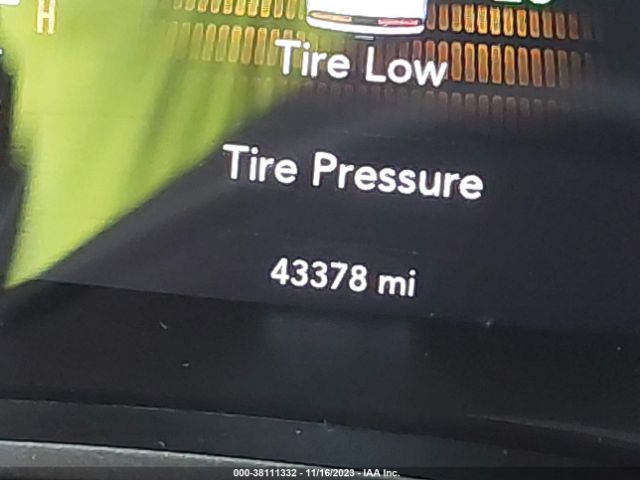 H
Tire Low
Tire Pressure
43378 mi
000-38111332 - 11/16/2023 - IAA Inc.